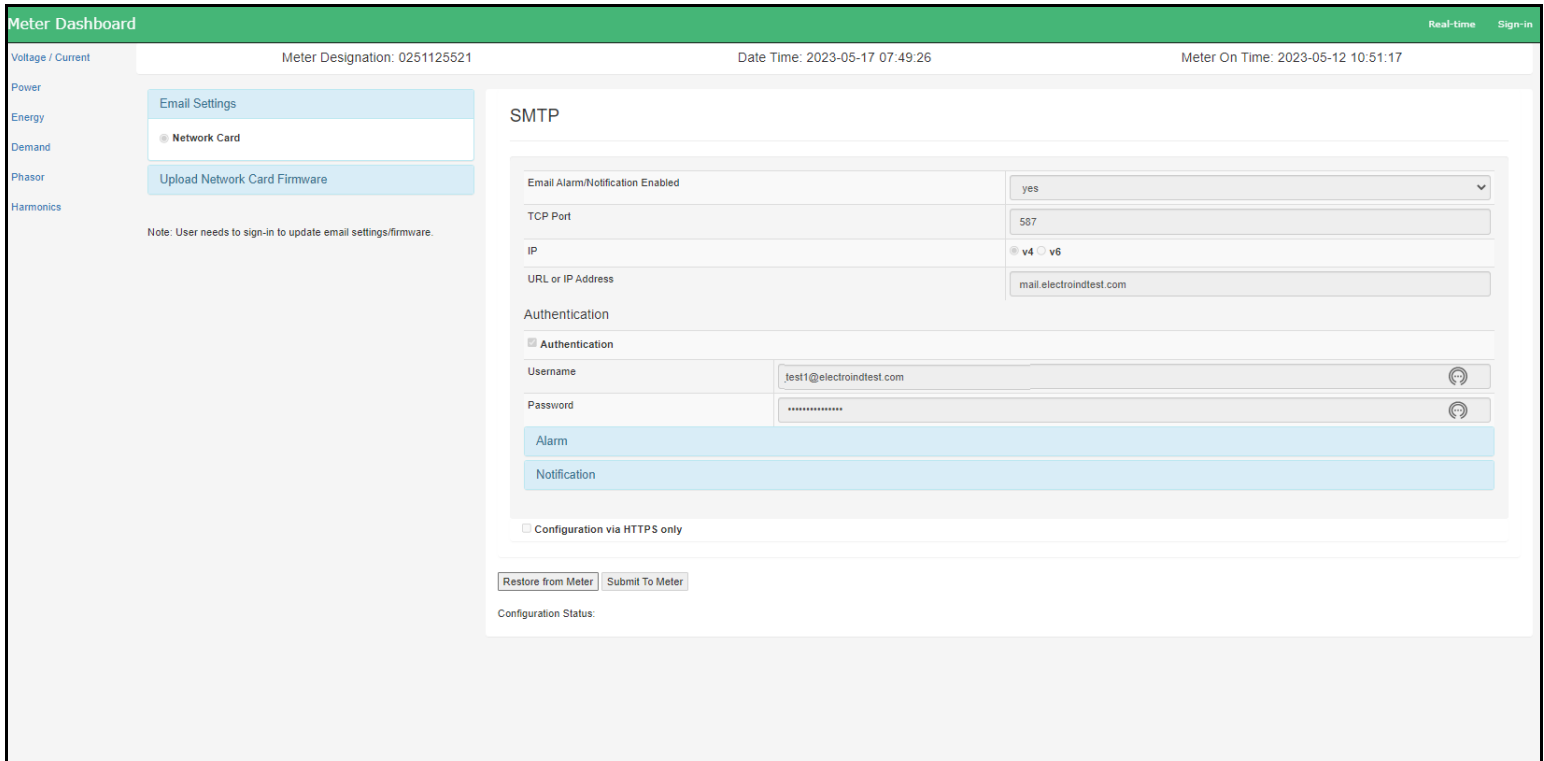 Meter Dashboard
Real-time Sign-in
Voltage / Current
Power
Energy
Demand
Phasor
Harmonics
Meter Designation: 0251125521 Date Time: 2023-05-17 07:49:26 Meter On Time: 2023-05-12 10:51:17
Email Settings
Network Card
Upload Network Card Firmware
Note: User needs to sign-in to update email settings/firmware.
SMTP
Email Alarm/Notification Enabled yes
TCP Port 587
IP v4 v6
URL or IP Address mail.electroindtest.com
Authentication
Authentication
Username test1@electroindtest.com
Password •••••••••••••••
Alarm
Notification
Configuration via HTTPS only
Restore from Meter Submit To Meter
Configuration Status: